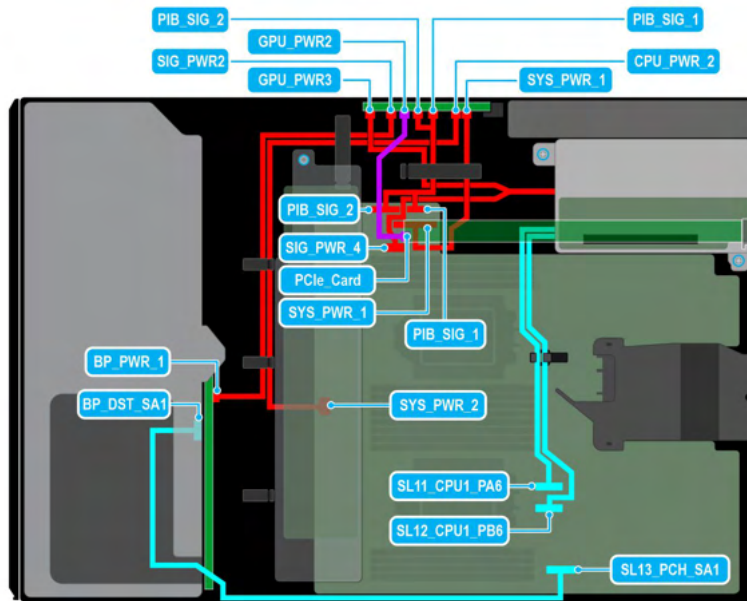 PIB_SIG_2
PIB_SIG_1
GPU_PWR2
SIG_PWR2
CPU_PWR_2
GPU_PWR3
SYS_PWR_1
PIB_SIG_2
SIG_PWR_4
PCIe_Card
SYS_PWR_1
PIB_SIG_1
BP_PWR_1
BP_DST_SA1
SYS_PWR_2
SL11_CPU1_PA6
SL12_CPU1_PB6
SL13_PCH_SA1